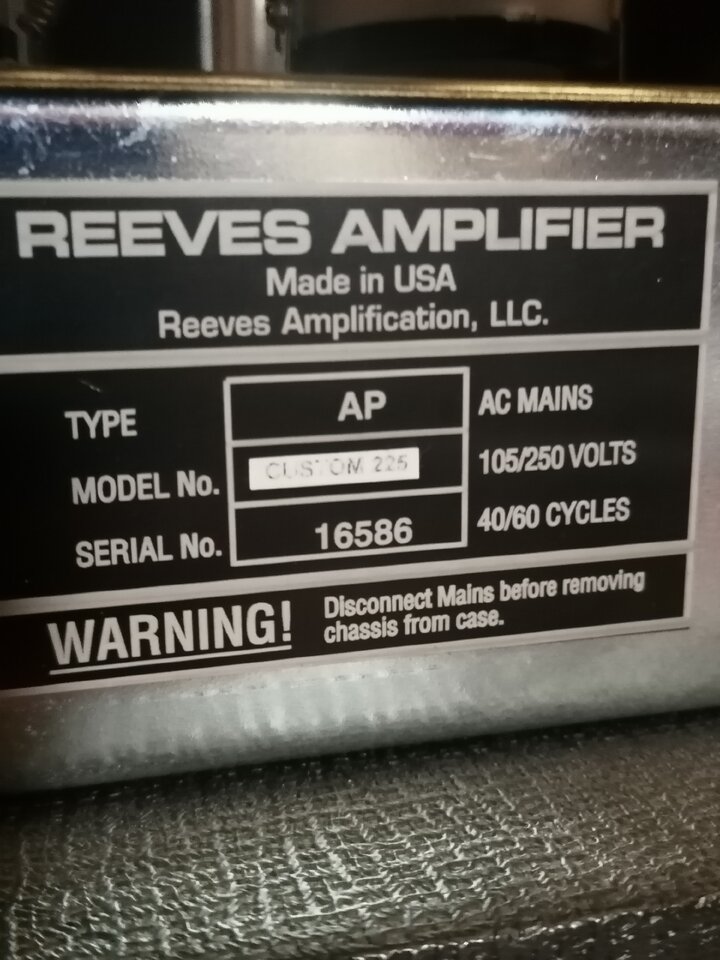 REEVES AMPLIFIER
Made in USA
Reeves Amplification, LLC.
TYPE AP AC MAINS
MODEL No. CUSTOM 225 105/250 VOLTS
SERIAL No. 16586 40/60 CYCLES
WARNING! Disconnect Mains before removing
chassis from case.